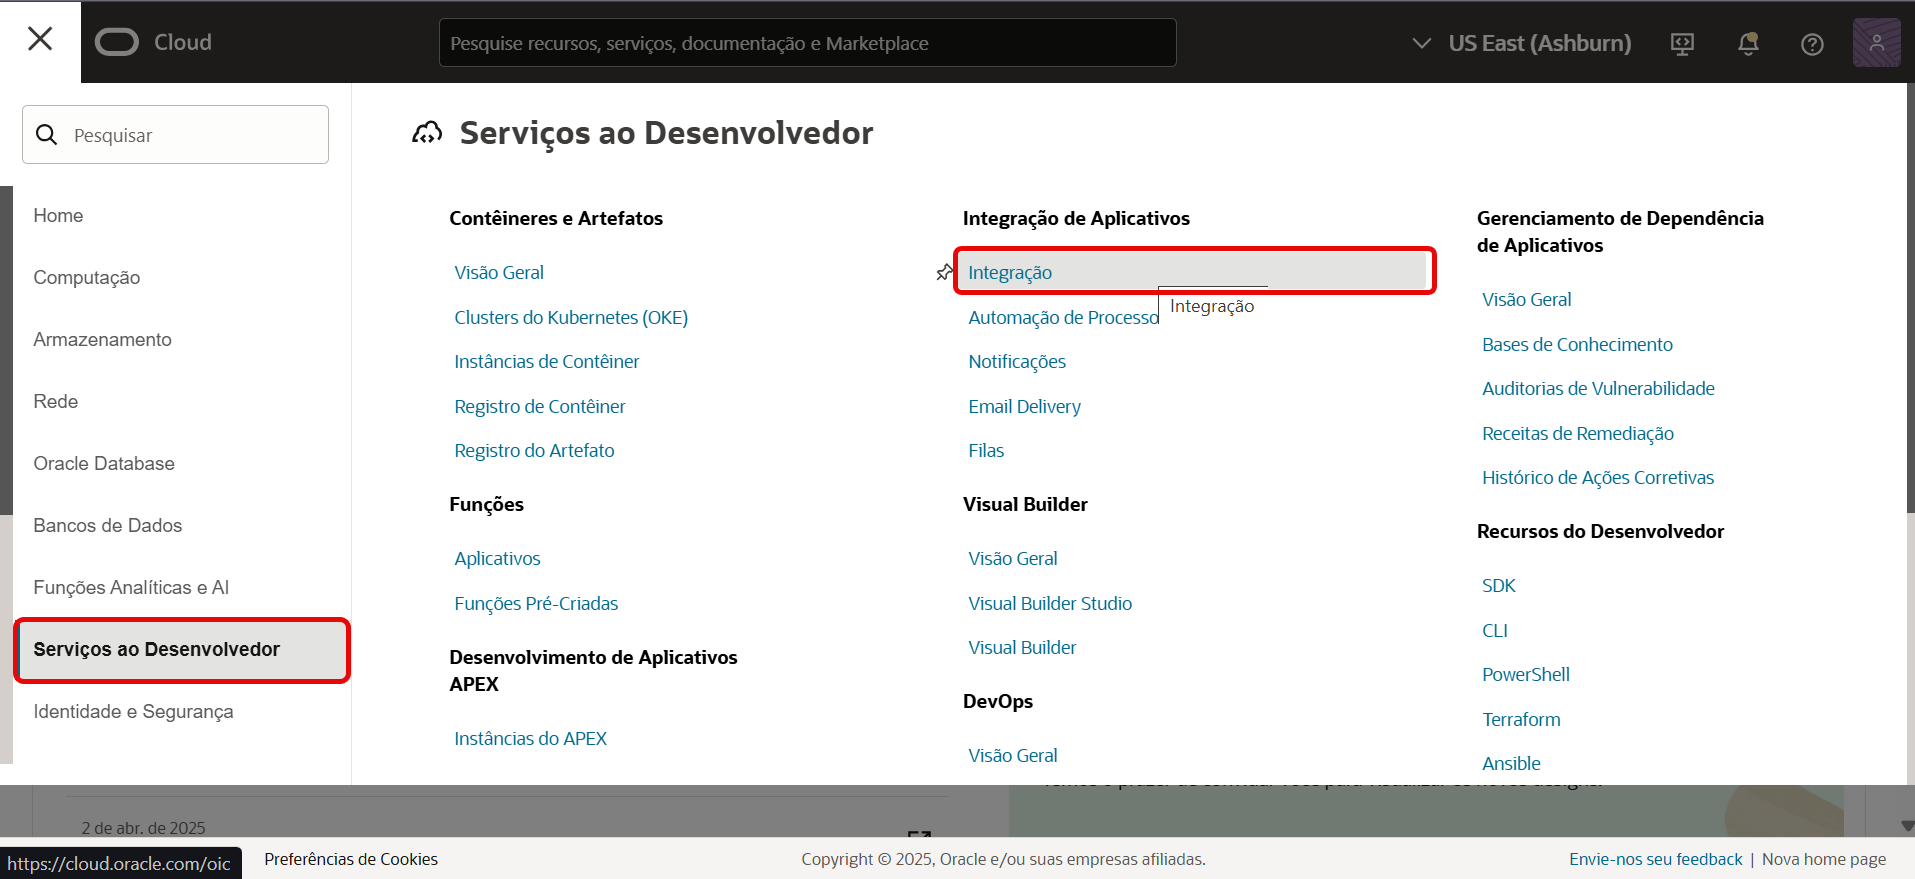 Cloud
Pesquise recursos, serviços, documentação e Marketplace
US East (Ashburn)
Pesquisar
Home
Computação
Armazenamento
Rede
Oracle Database
Bancos de Dados
Funções Analíticas e AI
Serviços ao Desenvolvedor
Identidade e Segurança
Serviços ao Desenvolvedor
Contêineres e Artefatos
Visão Geral
Clusters do Kubernetes (OKE)
Instâncias de Contêiner
Registro de Contêiner
Registro do Artefato
Funções
Aplicativos
Funções Pré-Criadas
Desenvolvimento de Aplicativos
APEX
Instâncias do APEX
Integração de Aplicativos
Integração
Integração
Automação de Processo
Notificações
Email Delivery
Filas
Visual Builder
Visão Geral
Visual Builder Studio
Visual Builder
DevOps
Visão Geral
Gerenciamento de Dependência
de Aplicativos
Visão Geral
Bases de Conhecimento
Auditorias de Vulnerabilidade
Receitas de Remediação
Histórico de Ações Corretivas
Recursos do Desenvolvedor
SDK
CLI
PowerShell
Terraform
Ansible
2 de abr. de 2025
https://cloud.oracle.com/oic
Preferências de Cookies
Copyright © 2025, Oracle e/ou suas empresas afiliadas.
Envie-nos seu feedback | Nova home page